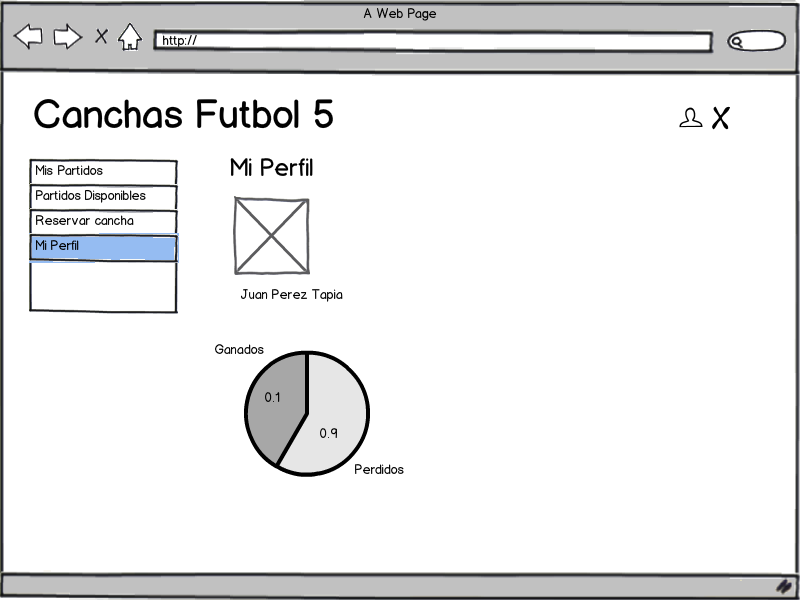 A Web Page
http://
Canchas Futbol 5
Mis Partidos
Partidos Disponibles
Reservar cancha
Mi Perfil
Mi Perfil
Juan Perez Tapia
Ganados
0.1
0.9
Perdidos